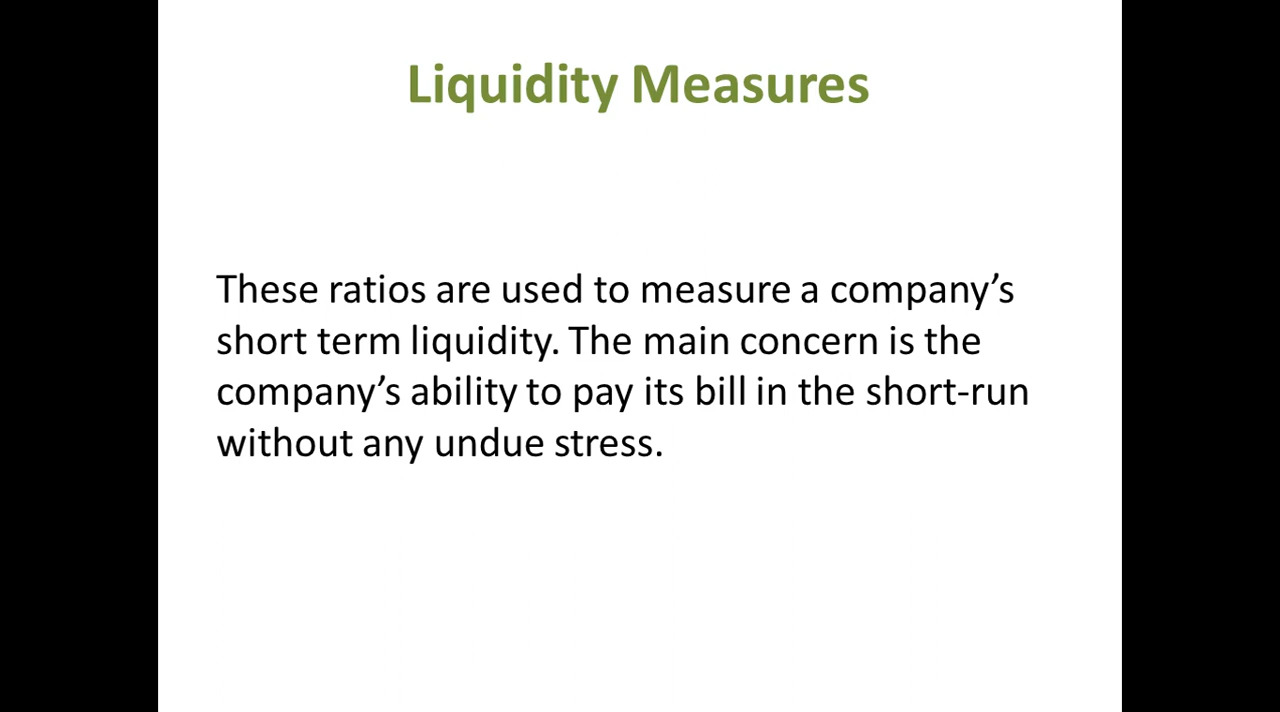 Liquidity Measures
These ratios are used to measure a company’s
short term liquidity. The main concern is the
company’s ability to pay its bill in the short-run
without any undue stress.